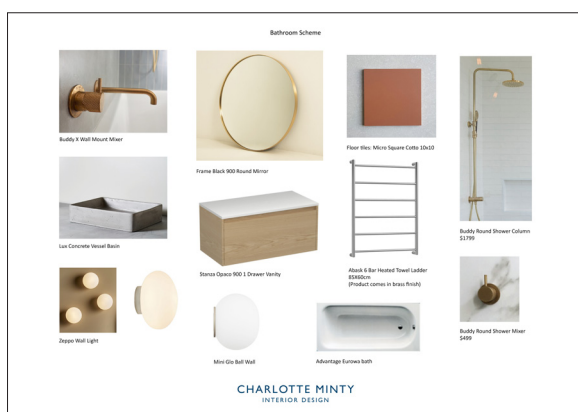 Bathroom Scheme
Buddy X Wall Mount Mixer
Frame Black 900 Round Mirror
Floor tiles: Micro Square Cotto 10x10
Buddy Round Shower Column
$1799
Lux Concrete Vessel Basin
Stanza Opaco 900 1 Drawer Vanity
Abask 6 Bar Heated Towel Ladder
85X60cm
(Product comes in brass finish)
Buddy Round Shower Mixer
$499
Zeppo Wall Light
Mini Glo Ball Wall
Advantage Eurowa bath
CHARLOTTE MINTY
INTERIOR DESIGN